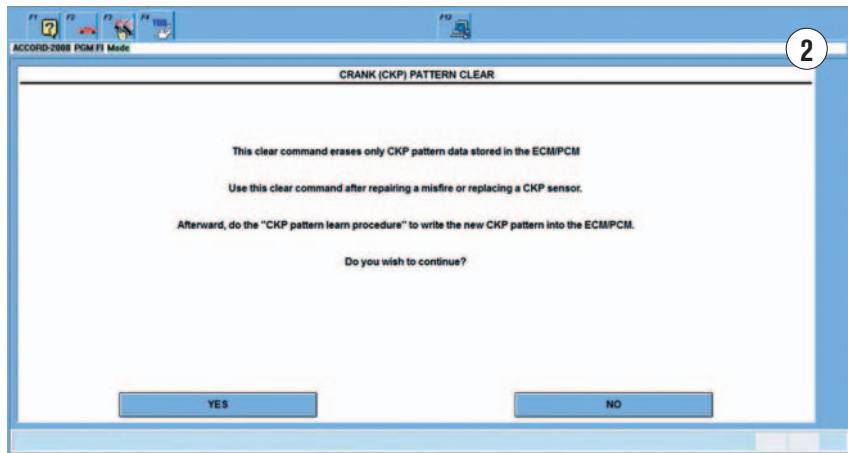 F1 F2 F3 F4 F12
ACCORD-2008 PGM FI Mode
2
CRANK (CKP) PATTERN CLEAR
This clear command erases only CKP pattern data stored in the ECM/PCM
Use this clear command after repairing a misfire or replacing a CKP sensor.
Afterward, do the "CKP pattern learn procedure" to write the new CKP pattern into the ECM/PCM.
Do you wish to continue?
YES NO